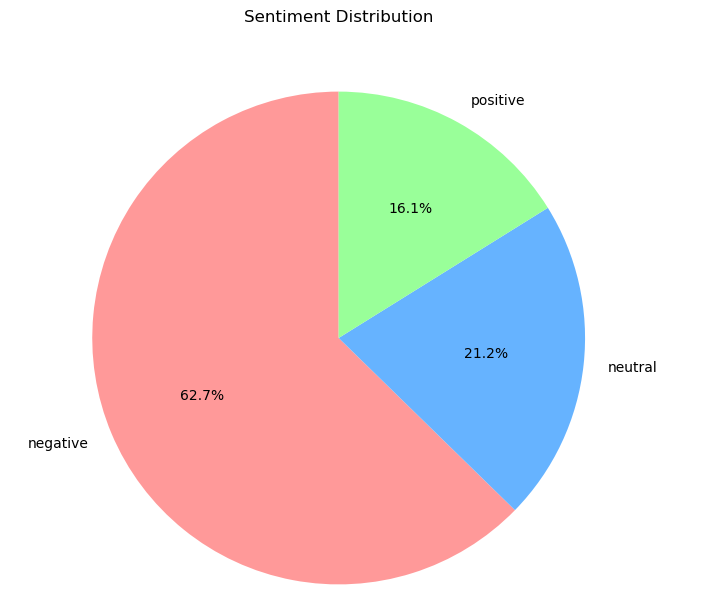 Sentiment Distribution
positive
16.1%
21.2%
neutral
62.7%
negative